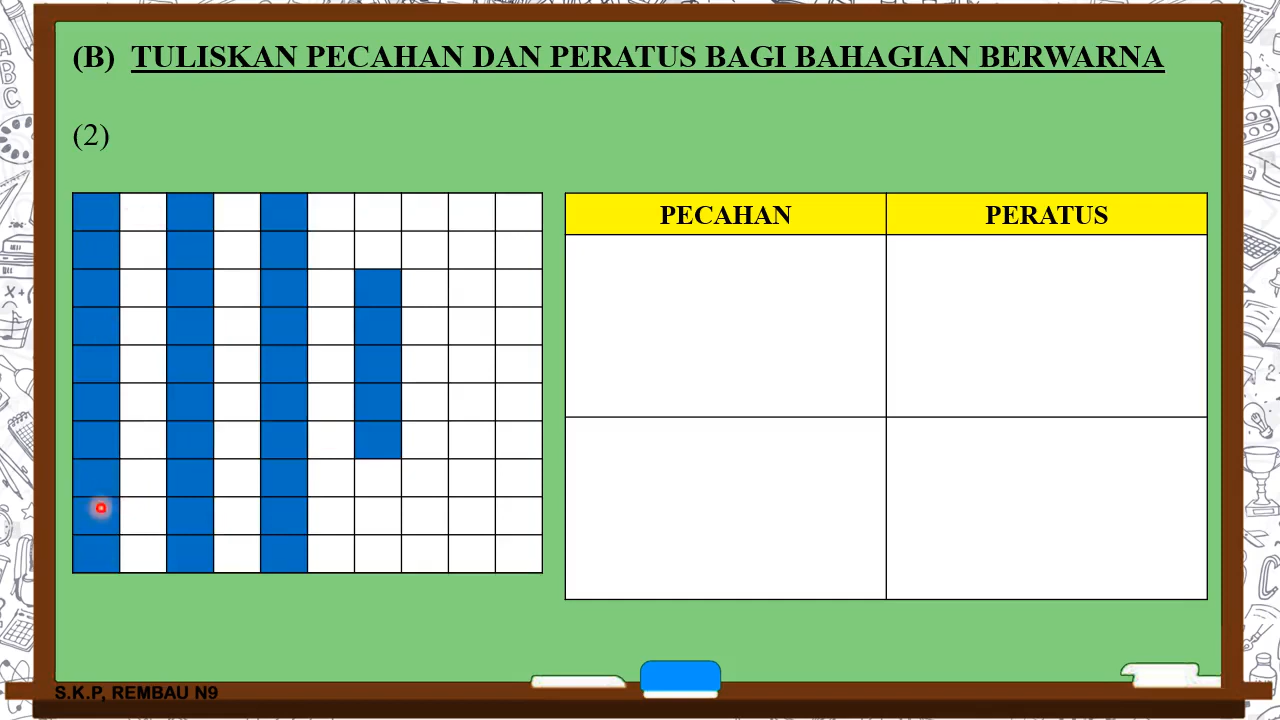 (B) TULISKAN PECAHAN DAN PERATUS BAGI BAHAGIAN BERWARNA
(2)
PECAHAN PERATUS
S.K.P, REMBAU N9